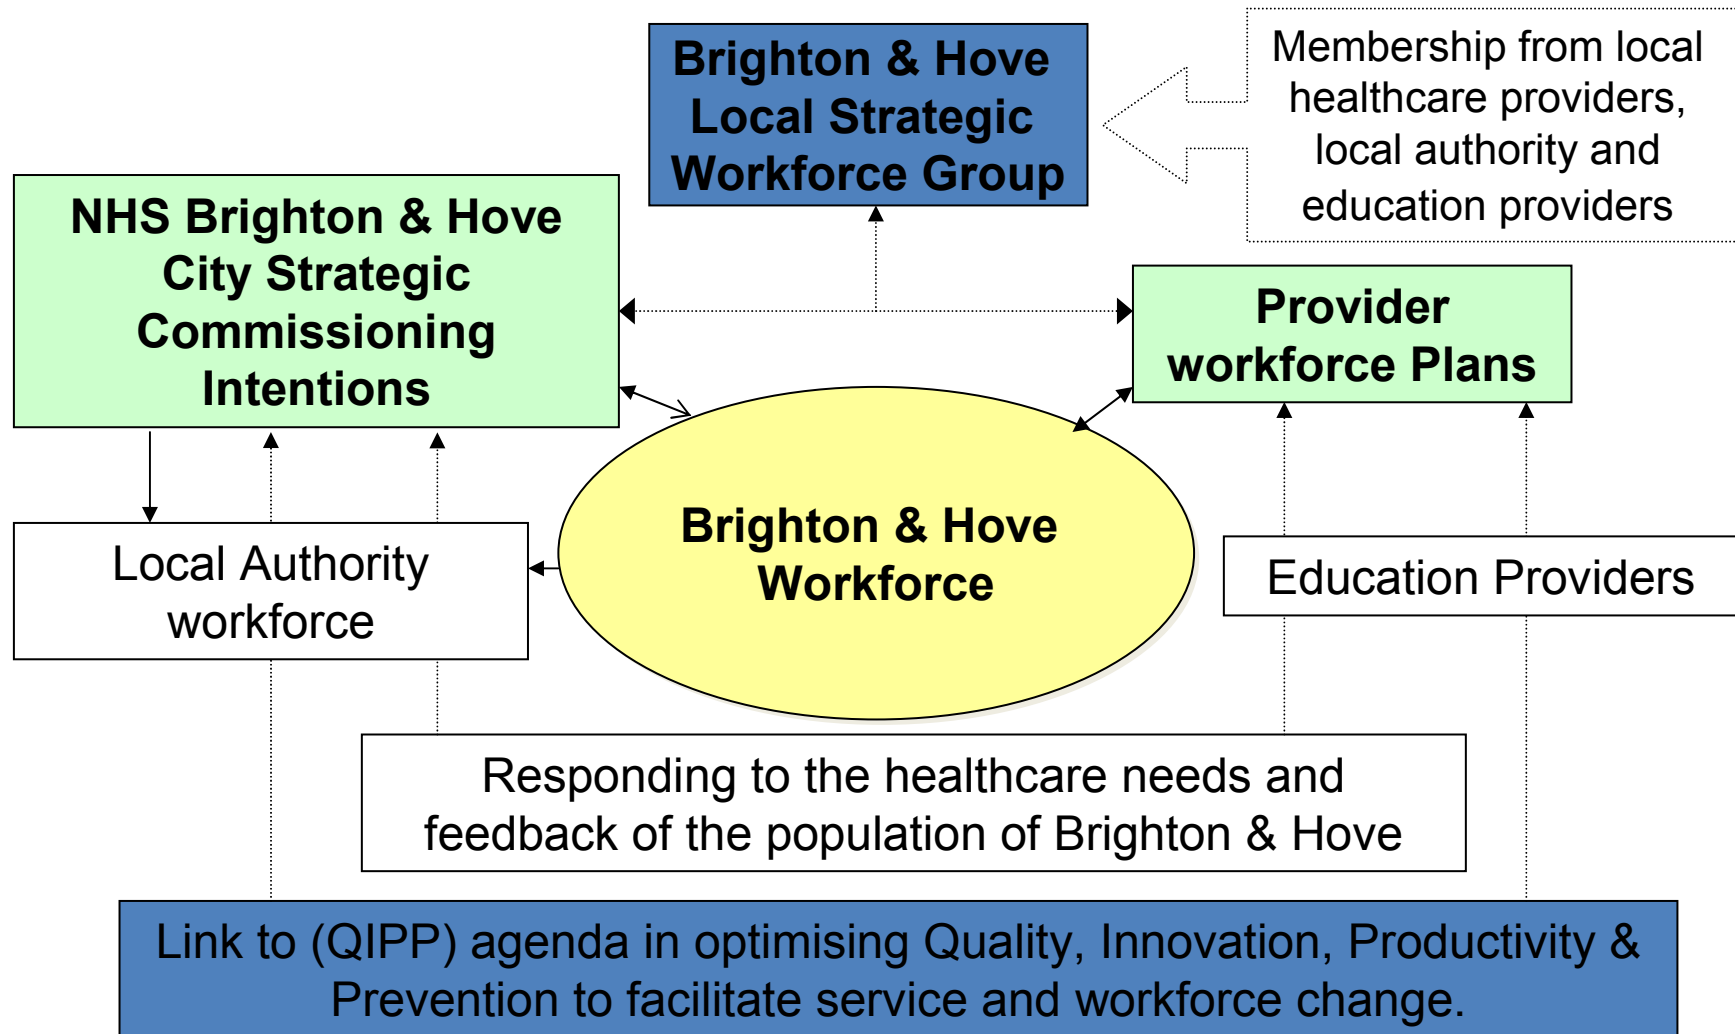 Brighton & Hove
Local Strategic
Workforce Group
Membership from local
healthcare providers,
local authority and
education providers
NHS Brighton & Hove
City Strategic
Commissioning
Intentions
Provider
workforce Plans
Brighton & Hove
Workforce
Local Authority
workforce
Education Providers
Responding to the healthcare needs and
feedback of the population of Brighton & Hove
Link to (QIPP) agenda in optimising Quality, Innovation, Productivity &
Prevention to facilitate service and workforce change.